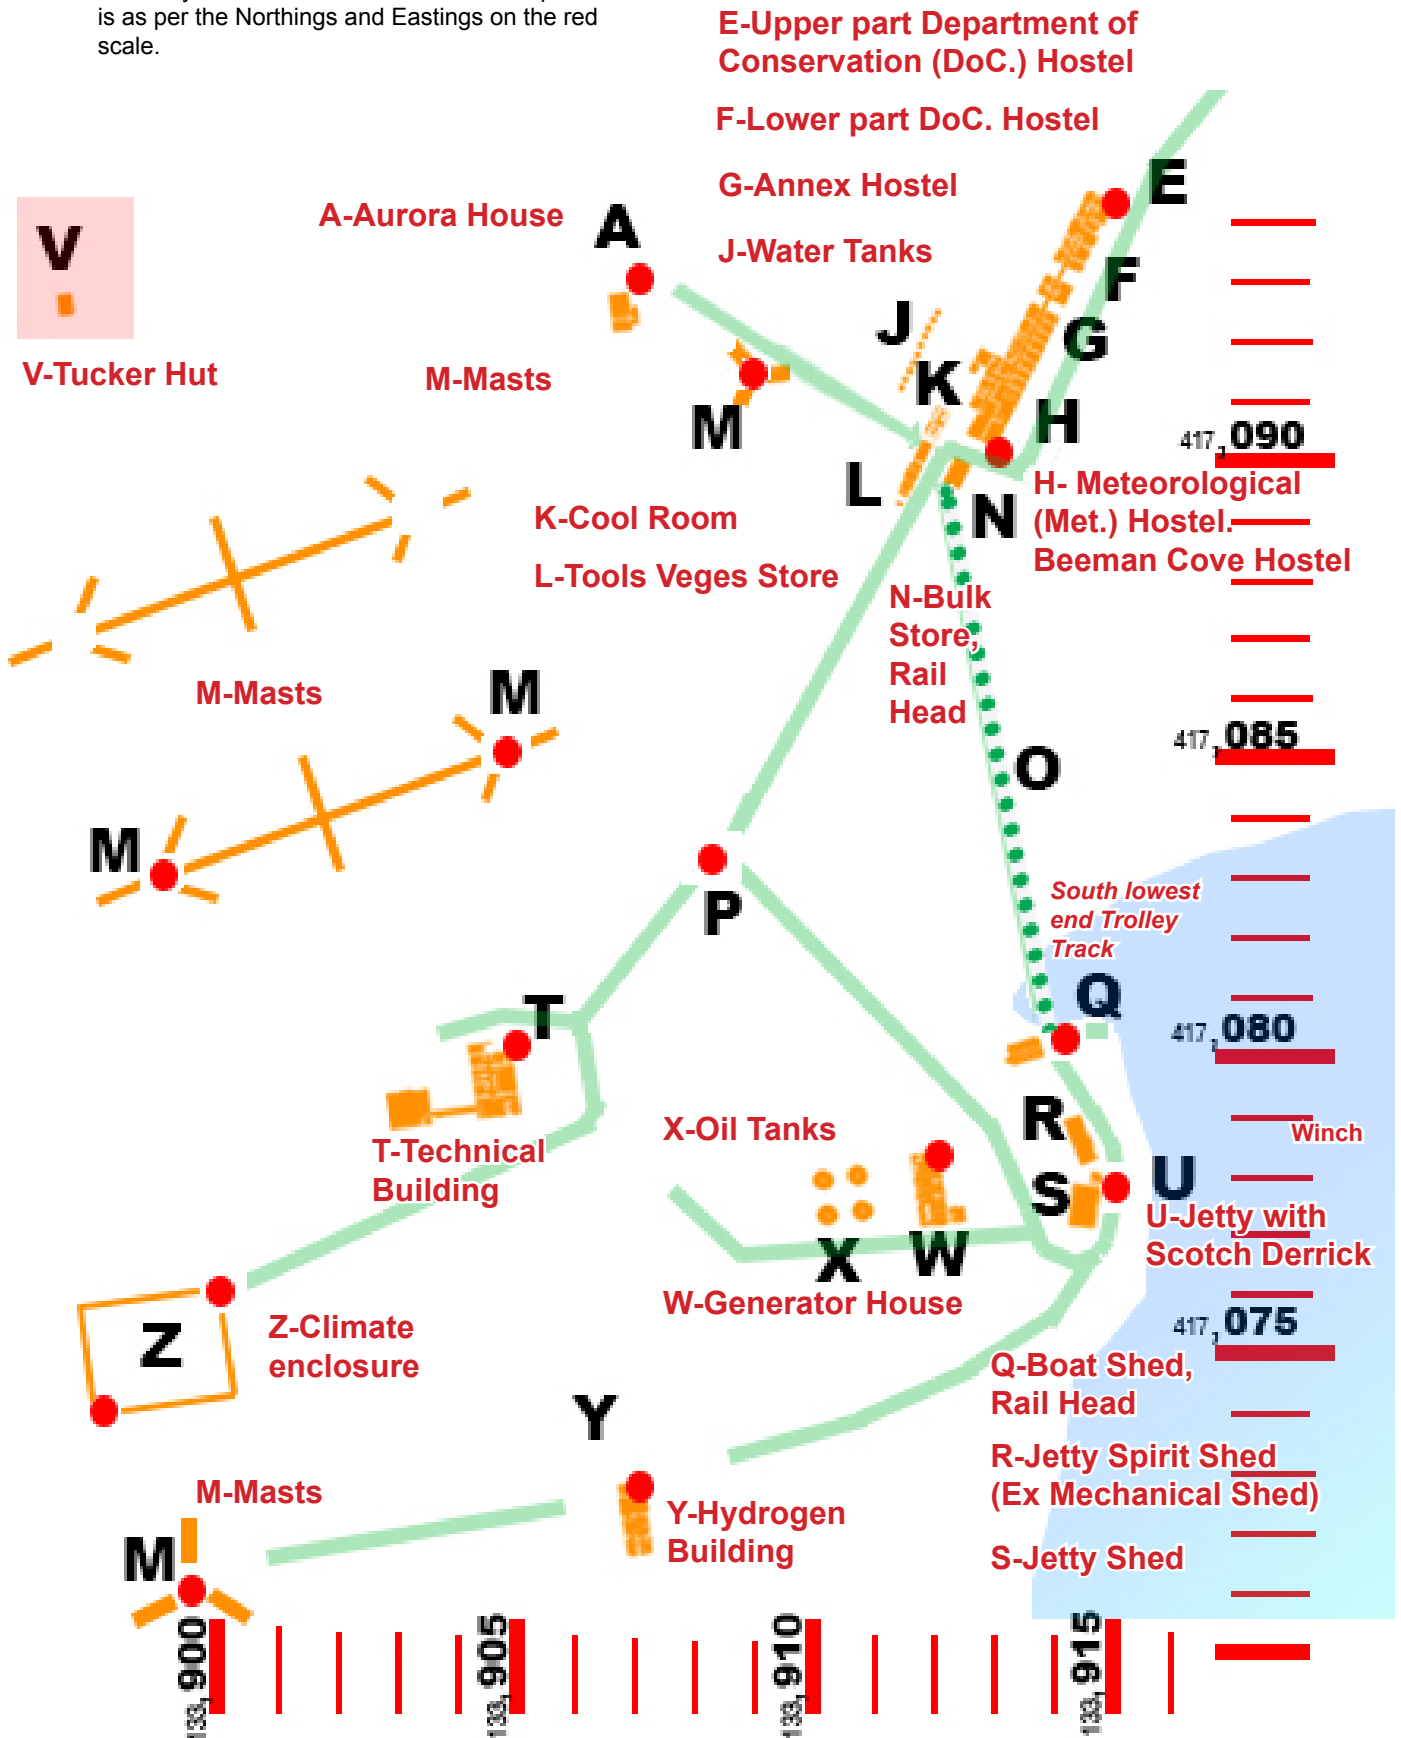 is as per the Northings and Eastings on the red
scale.
E-Upper part Department of
Conservation (DoC.) Hostel
F-Lower part DoC. Hostel
E
G-Annex Hostel
A-Aurora House
A
V
J-Water Tanks
F
J
G
V-Tucker Hut
M-Masts
K
M
H
417,090
L
H- Meteorological
(Met.) Hostel.
Beeman Cove Hostel
N
K-Cool Room
L-Tools Veges Store
N-Bulk
Store,
Rail
Head
M-Masts
M
417,085
O
M
P
South lowest
end Trolley
Track
Q
T
417,080
R
X-Oil Tanks
Winch
T-Technical
Building
U
S
U-Jetty with
Scotch Derrick
X
W
W-Generator House
Z
Z-Climate
enclosure
417,075
Q-Boat Shed,
Rail Head
Y
R-Jetty Spirit Shed
(Ex Mechanical Shed)
M-Masts
Y-Hydrogen
Building
M
S-Jetty Shed
133,900
133,905
133,910
133,915